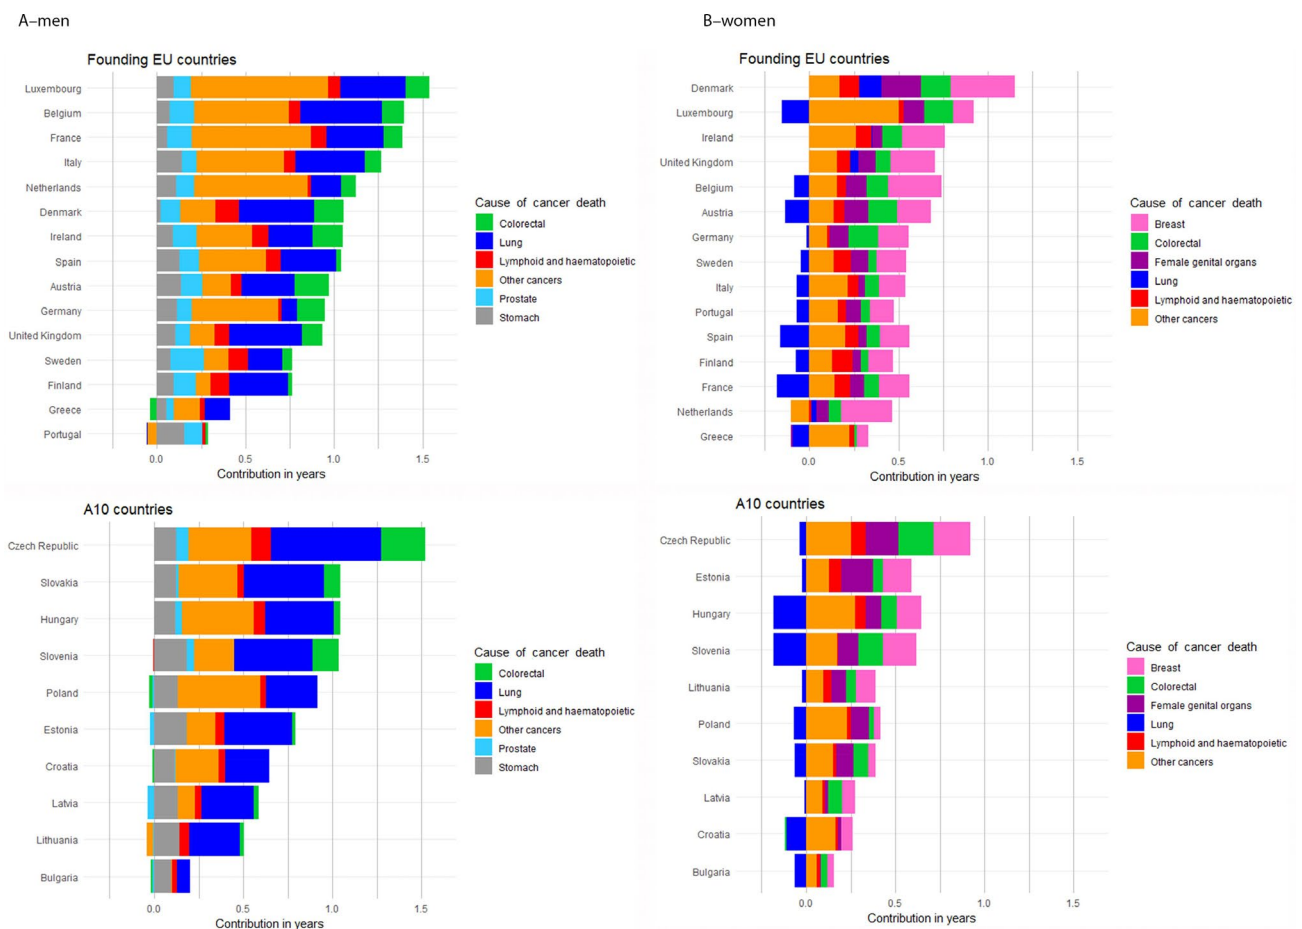 A–men
B–women
Founding EU countries
Luxembourg
Belgium
France
Italy
Netherlands
Denmark
Ireland
Spain
Austria
Germany
United Kingdom
Sweden
Finland
Greece
Portugal
0.0 0.5 1.0 1.5
Contribution in years
Cause of cancer death
Colorectal
Lung
Lymphoid and haematopoietic
Other cancers
Prostate
Stomach
Founding EU countries
Denmark
Luxembourg
Ireland
United Kingdom
Belgium
Austria
Germany
Sweden
Italy
Portugal
Spain
Finland
France
Netherlands
Greece
0.0 0.5 1.0 1.5
Contribution in years
Cause of cancer death
Breast
Colorectal
Female genital organs
Lung
Lymphoid and haematopoietic
Other cancers
A10 countries
Czech Republic
Slovakia
Hungary
Slovenia
Poland
Estonia
Croatia
Latvia
Lithuania
Bulgaria
0.0 0.5 1.0 1.5
Contribution in years
Cause of cancer death
Colorectal
Lung
Lymphoid and haematopoietic
Other cancers
Prostate
Stomach
A10 countries
Czech Republic
Estonia
Hungary
Slovenia
Lithuania
Poland
Slovakia
Latvia
Croatia
Bulgaria
0.0 0.5 1.0 1.5
Contribution in years
Cause of cancer death
Breast
Colorectal
Female genital organs
Lung
Lymphoid and haematopoietic
Other cancers